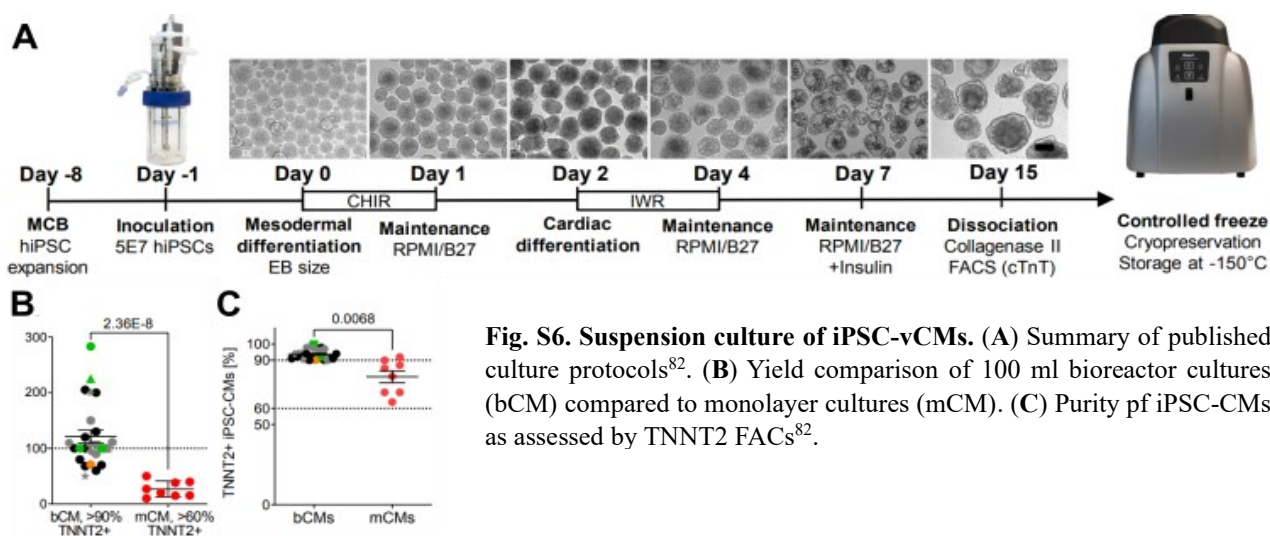 A
Day -8
Day -1
Day 0
Day 1
Day 2
Day 4
Day 7
Day 15
CHIR
IWR
MCB
hiPSC
expansion
Inoculation
5E7 hiPSCs
Mesodermal
differentiation
EB size
Maintenance
RPMI/B27
Cardiac
differentiation
Maintenance
RPMI/B27
Maintenance
RPMI/B27
+Insulin
Dissociation
Collagenase II
FACS (cTnT)
Controlled freeze
Cryopreservation
Storage at -150°C
B
2.36E-8
300
200
100
0
bCM, >90%
TNNT2+
mCM, >60%
TNNT2+
C
0.0068
TNNT2+ iPSC-CMs [%]
100
90
60
50
0
bCMs
mCMs
Fig. S6. Suspension culture of iPSC-vCMs. (A) Summary of published
culture protocols82. (B) Yield comparison of 100 ml bioreactor cultures
(bCM) compared to monolayer cultures (mCM). (C) Purity pf iPSC-CMs
as assessed by TNNT2 FACs82.